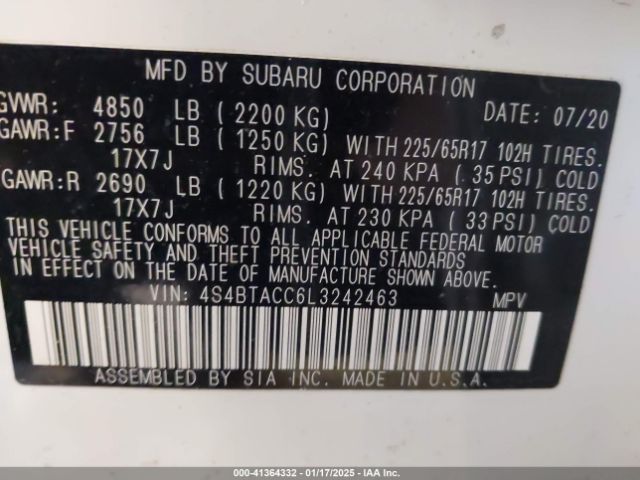 MFD BY SUBARU CORPORATION
GVWR: 4850 LB ( 2200 KG) DATE: 07/20
GAWR:F 2756 LB ( 1250 KG) WITH 225/65R17 102H TIRES.
17X7J RIMS. AT 240 KPA ( 35 PSI) COLD
GAWR:R 2690 LB ( 1220 KG) WITH 225/65R17 102H TIRES.
17X7J RIMS. AT 230 KPA ( 33 PSI) COLD
THIS VEHICLE CONFORMS TO ALL APPLICABLE FEDERAL MOTOR
VEHICLE SAFETY AND THEFT PREVENTION STANDARDS
IN EFFECT ON THE DATE OF MANUFACTURE SHOWN ABOVE.
VIN: 4S4BTACC6L3242463 MPV
ASSEMBLED BY SIA INC. MADE IN U.S.A.
000-41364332 - 01/17/2025 - IAA Inc.